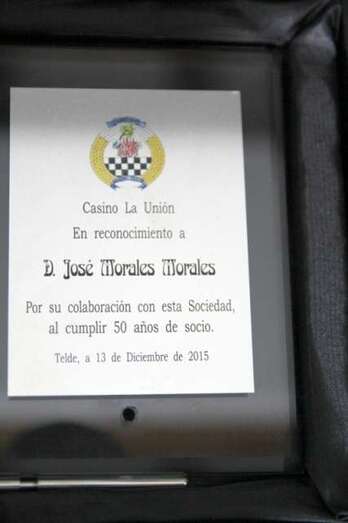 Casino La Unión
En reconocimiento a
D. José Morales Morales
Por su colaboración con esta Sociedad,
al cumplir 50 años de socio.
Telde, a 13 de Diciembre de 2015